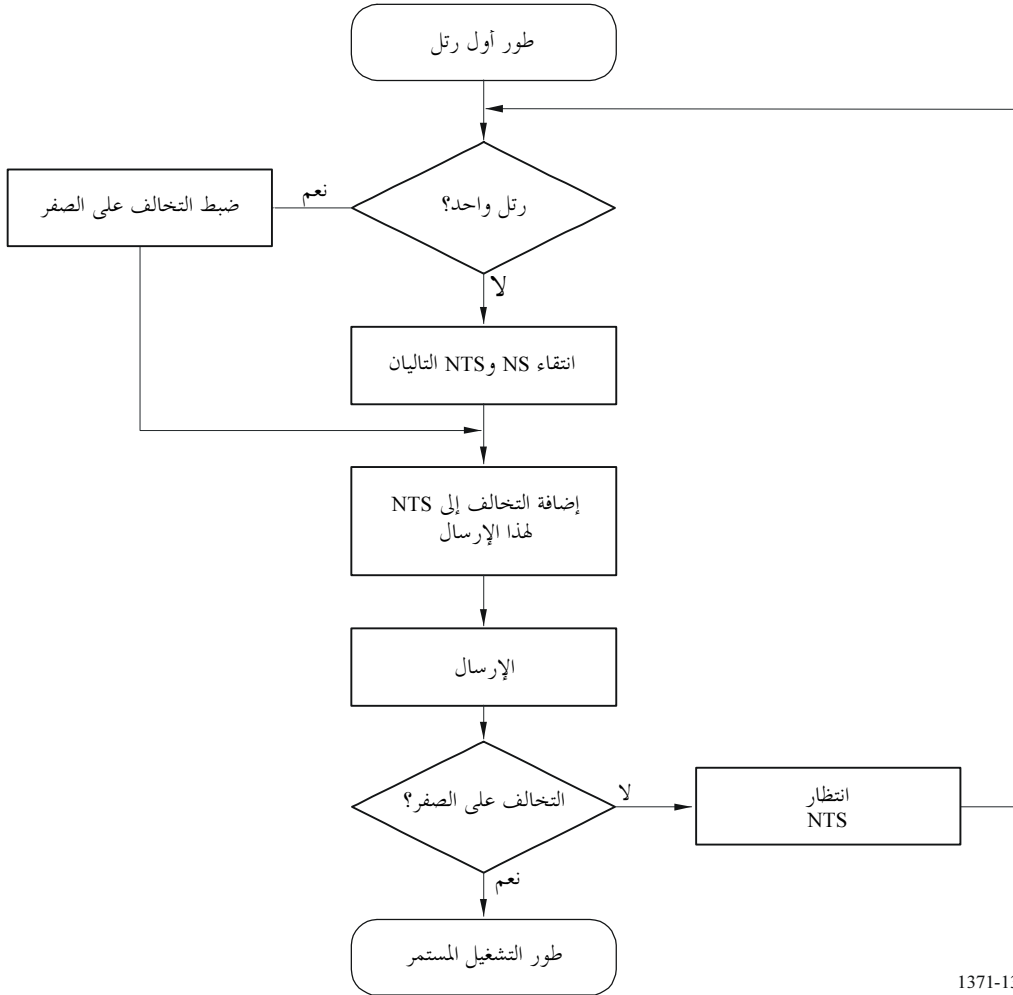 طور أول رتل
رتل واحد؟
نعم
ضبط التخالف على الصفر
لا
انتقاء NS وNTS التاليان
إضافة التخالف إلى NTS
لهذا الإرسال
الإرسال
التخالف على الصفر؟
لا
انتظار
NTS
نعم
طور التشغيل المستمر